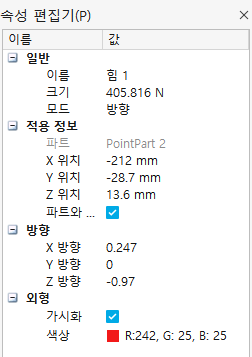 속성 편집기(P)
이름 값
일반
이름 힘 1
크기 405.816 N
모드 방향
적용 정보
파트 PointPart 2
X 위치 -212 mm
Y 위치 -28.7 mm
Z 위치 13.6 mm
파트와 ...
방향
X 방향 0.247
Y 방향 0
Z 방향 -0.97
외형
가시화
색상 R:242, G: 25, B: 25